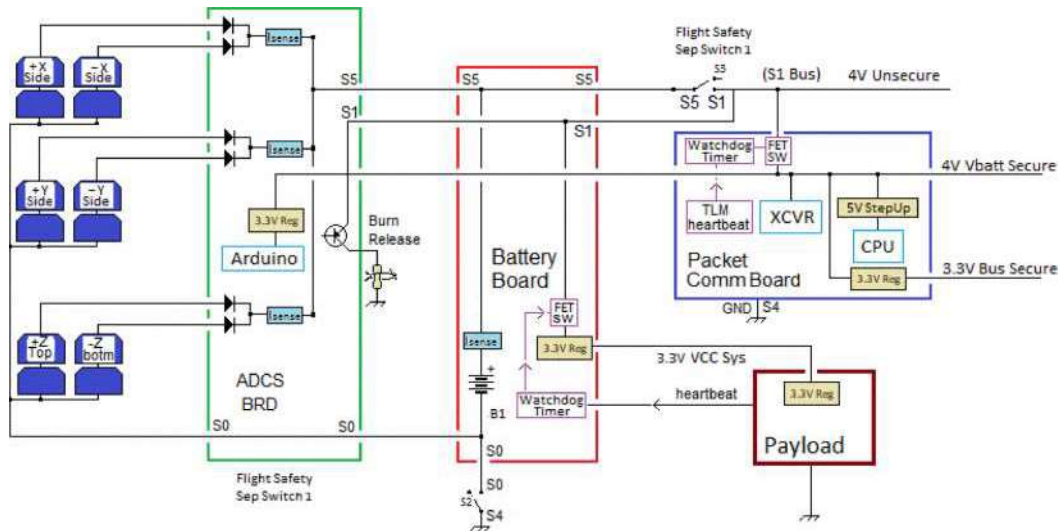 Flight Safety
Sep Switch 1
S3
+X
Side
-X
Side
Isense
S5
S5
S5
S5 S1
(S1 Bus)
4V Unsecure
S1
S1
Watchdog
Timer
FET
SW
+Y
Side
-Y
Side
Isense
4V Vbatt Secure
3.3V Reg
Arduino
Burn
Release
TLM
heartbeat
XCVR
5V StepUp
CPU
Battery
Board
Packet
Comm Board
3.3V Reg
3.3V Bus Secure
GND
S4
±Z
Top
-Z
botm
Isense
FET
SW
Isense
3.3V Reg
3.3V VCC Sys
ADCS
BRD
+
B1
Watchdog
Timer
heartbeat
3.3V Reg
Payload
S0
S0
S0
Flight Safety
Sep Switch 1
S0
S2
S4